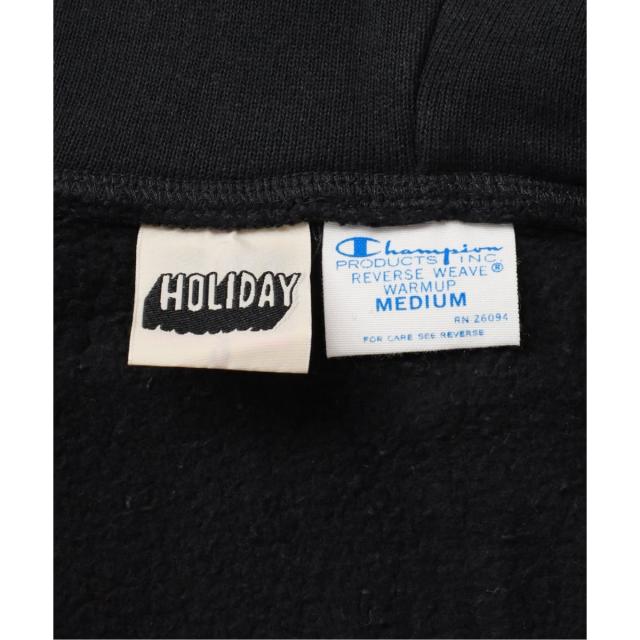 HOLIDAY
Champion
PRODUCTS INC.
REVERSE WEAVE®
WARMUP
MEDIUM
RN 26094
FOR CARE SEE REVERSE